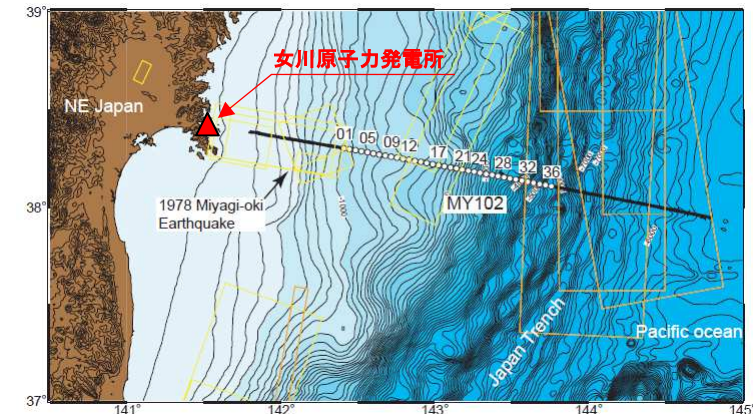 39°
女川原子力発電所
NE Japan
01 05 09 12 17 21 24 28 32 36
38°
1978 Miyagi-oki
Earthquake
-1000
MY102
Japan Trench
Pacific ocean
37°
141° 142° 143° 144° 145°